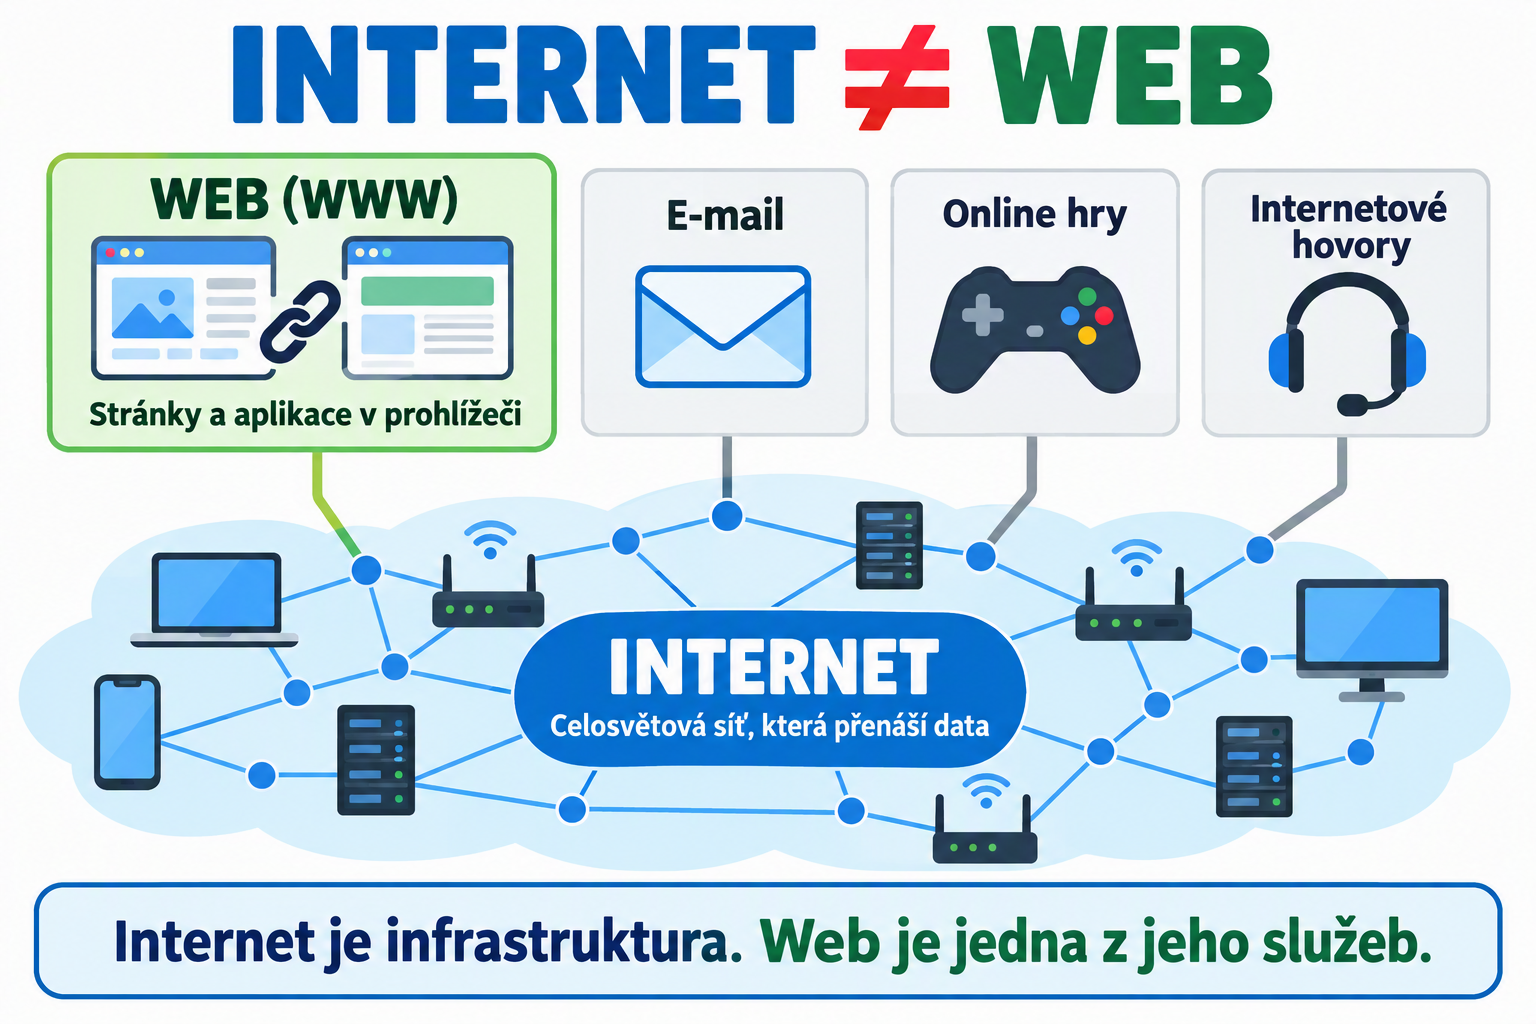 INTERNET ≠ WEB
WEB (WWW)
Stránky a aplikace v prohlížeči
E-mail
Online hry
Internetové
hovory
INTERNET
Celosvětová síť, která přenáší data
Internet je infrastruktura. Web je jedna z jeho služeb.